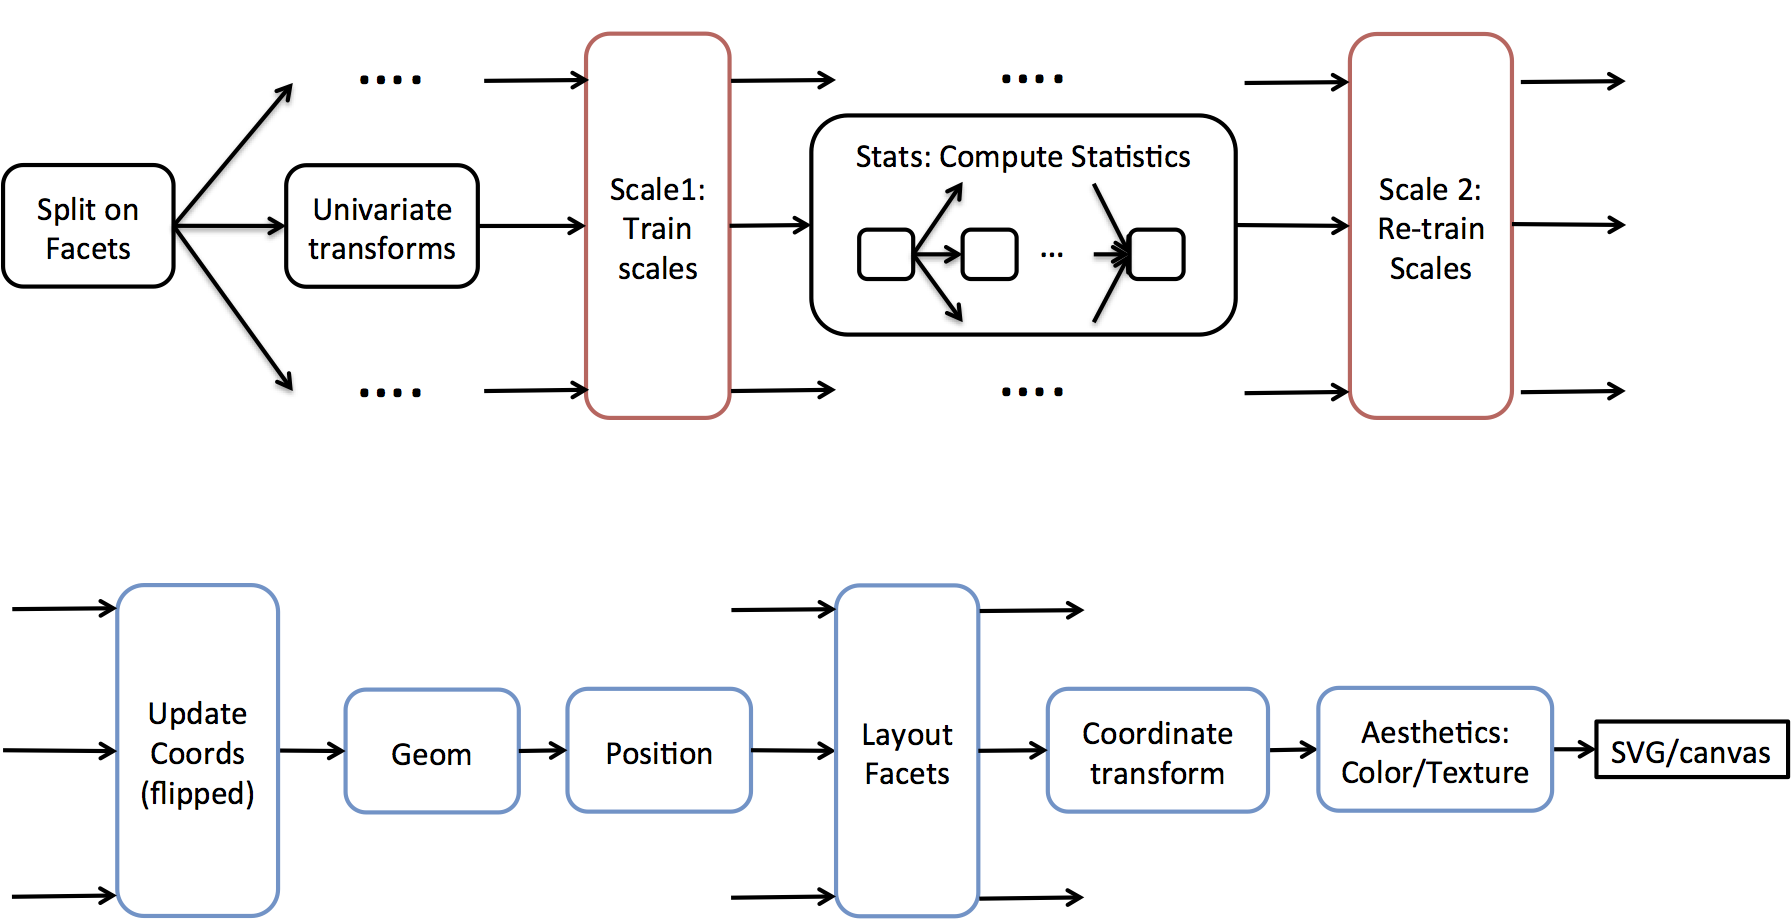 ....
....
Split on
Facets
Univariate
transforms
Scale1:
Train
scales
Stats: Compute Statistics
...
Scale 2:
Re-train
Scales
....
....
Update
Coords
(flipped)
Geom
Position
Layout
Facets
Coordinate
transform
Aesthetics:
Color/Texture
SVG/canvas